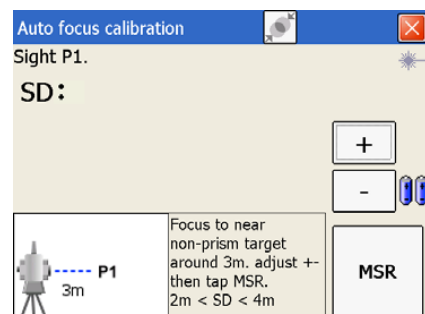 Auto focus calibration
Sight P1.
SD:
+
-
P1
3m
Focus to near
non-prism target
around 3m. adjust +-
then tap MSR.
2m < SD < 4m
MSR